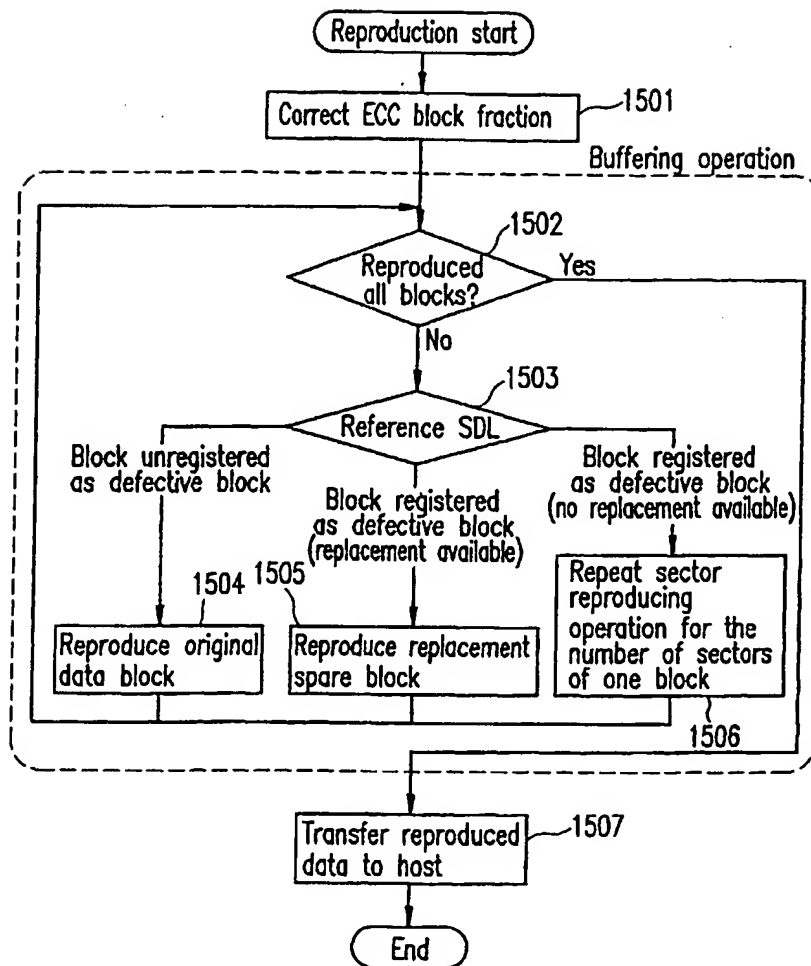 Reproduction start
1501
Correct ECC block fraction
Buffering operation
1502
Reproduced
all blocks?
Yes
No
1503
Reference SDL
Block unregistered
as defective block
Block registered
as defective block
(replacement available)
Block registered
as defective block
(no replacement available)
1504
Reproduce original
data block
1505
Reproduce replacement
spare block
Repeat sector
reproducing
operation for the
number of sectors
of one block
1506
Transfer reproduced
data to host
1507
End